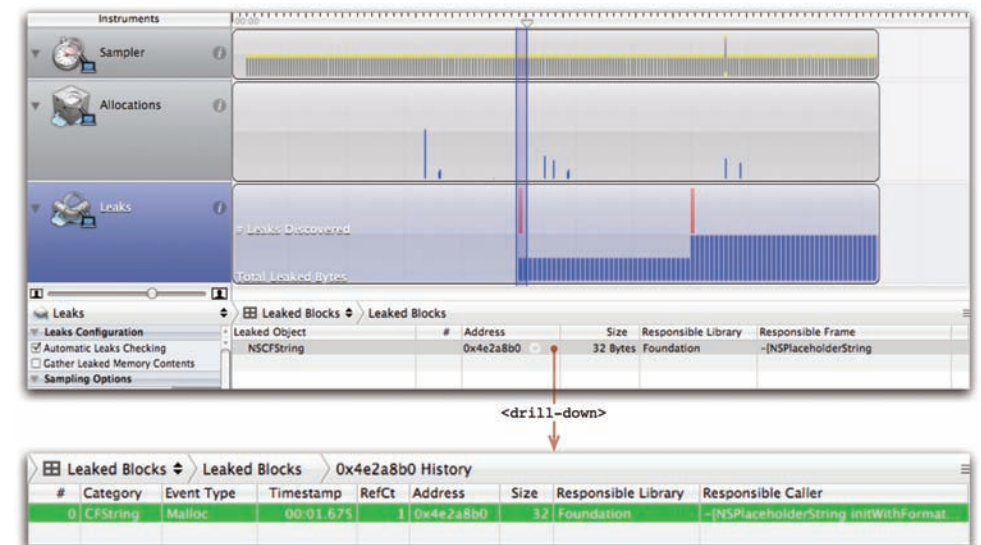 Instruments
00:00
Sampler
Allocations
Leaks
# Leaks Discovered
Total Leaked Bytes
Leaks
Leaked Blocks
Leaked Blocks
Leaks Configuration
Leaked Object # Address Size Responsible Library Responsible Frame
Automatic Leaks Checking
NSCFString 0x4e2a8b0 32 Bytes Foundation -[NSPlaceholderString
Gather Leaked Memory Contents
Sampling Options
<drill-down>
Leaked Blocks Leaked Blocks 0x4e2a8b0 History
# Category Event Type Timestamp RefCt Address Size Responsible Library Responsible Caller
0 CFString Malloc 00:01.675 1 0x4e2a8b0 32 Foundation -[NSPlaceholderString initWithFormat...